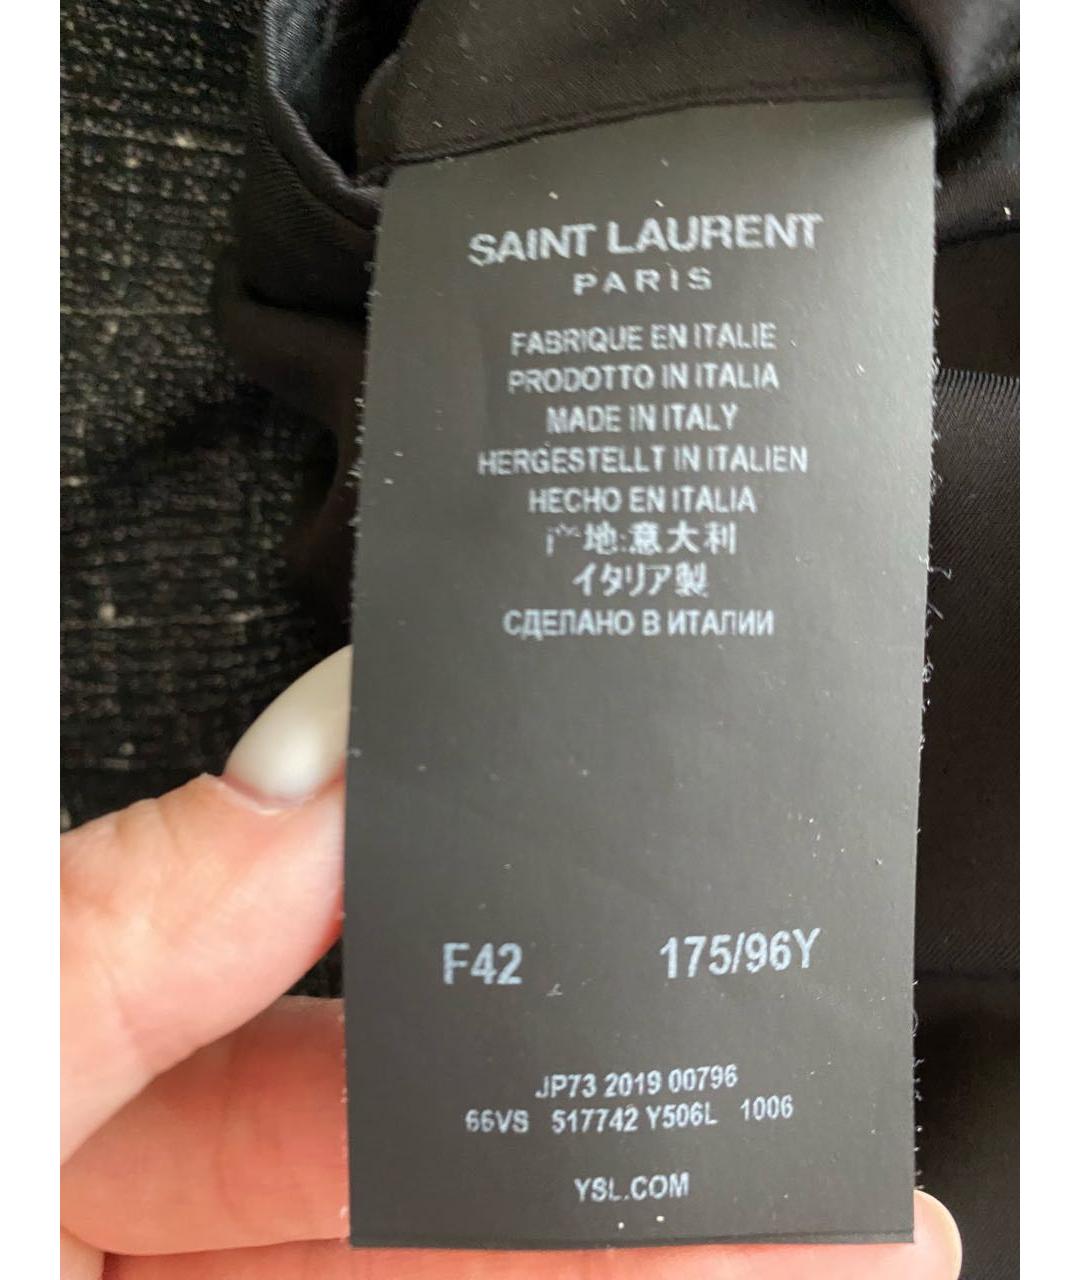 SAINT LAURENT
PARIS
FABRIQUE EN ITALIE
PRODOTTO IN ITALIA
MADE IN ITALY
HERGESTELLT IN ITALIEN
HECHO EN ITALIA
产地:意大利
イタリア製
СДЕЛАНО В ИТАЛИИ
F42 175/96Y
JP73 2019 00796
66VS 517742 Y506L 1006
YSL.COM